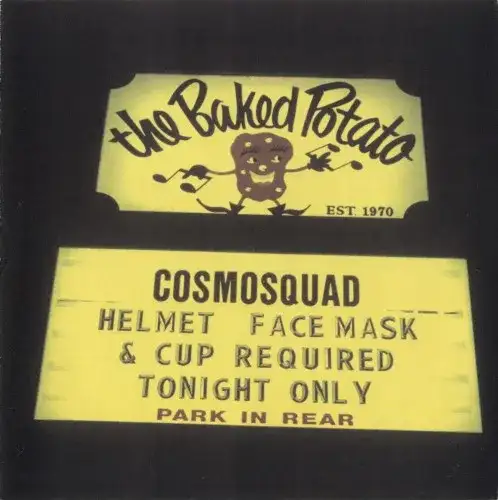 the Baked Potato
EST. 1970
COSMOSQUAD
HELMET FACE MASK
& CUP REQUIRED
TONIGHT ONLY
PARK IN REAR